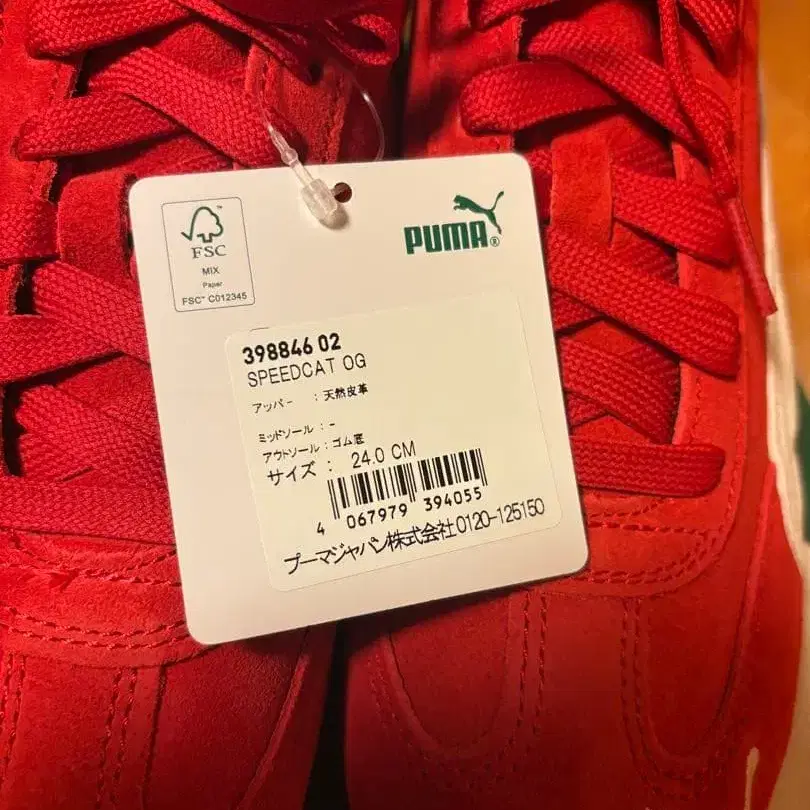 FSC
MIX
Paper
FSC™ C012345
PUMA®
398846 02
SPEEDCAT OG
アッパー : 天然皮革
ミッドソール : -
アウトソール : ゴム底
サイズ : 24.0 CM
4 067979 394055
プーマジャパン株式会社0120-125150